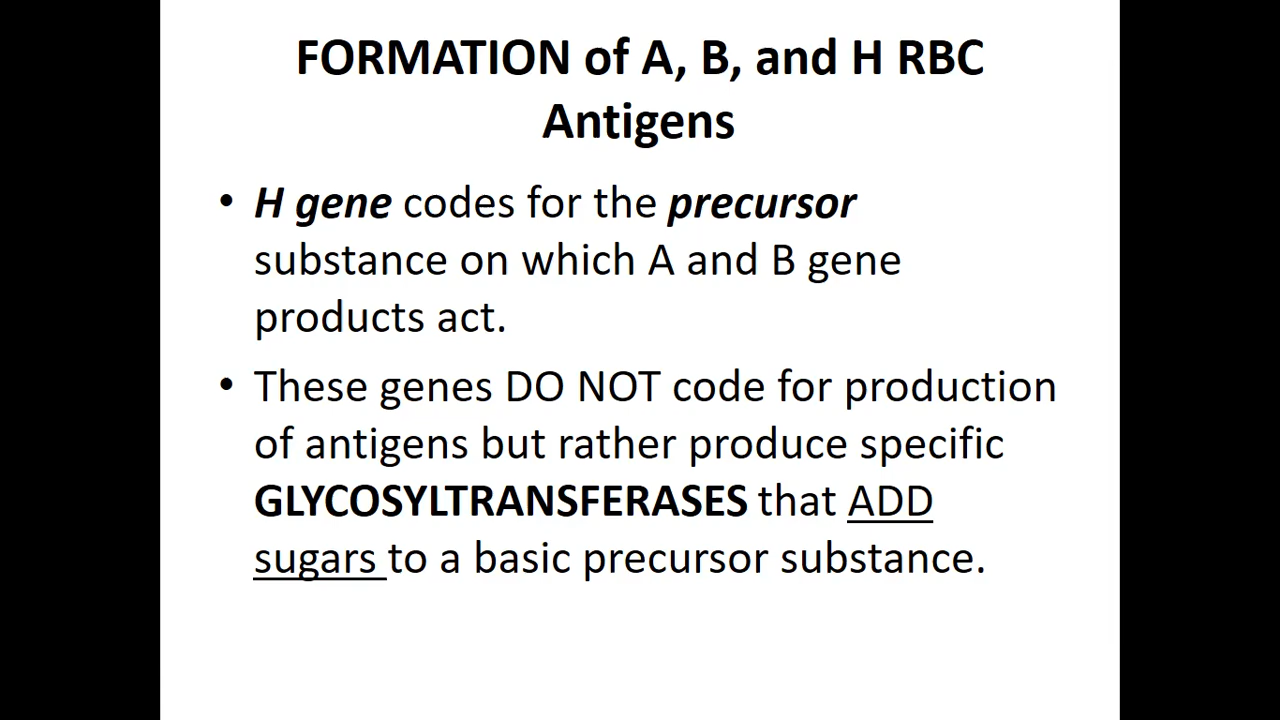 FORMATION of A, B, and H RBC
Antigens
• H gene codes for the precursor
substance on which A and B gene
products act.
• These genes DO NOT code for production
of antigens but rather produce specific
GLYCOSYLTRANSFERASES that ADD
sugars to a basic precursor substance.